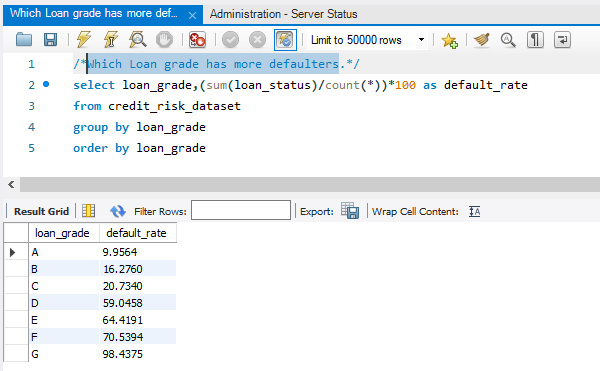 Which Loan grade has more def... Administration - Server Status
Limit to 50000 rows
1 /*Which Loan grade has more defaulters.*/
2 select loan_grade,(sum(loan_status)/count(*))*100 as default_rate
3 from credit_risk_dataset
4 group by loan_grade
5 order by loan_grade
Result Grid Filter Rows: Export: Wrap Cell Content: IA
loan_grade default_rate
A 9.9564
B 16.2760
C 20.7340
D 59.0458
E 64.4191
F 70.5394
G 98.4375